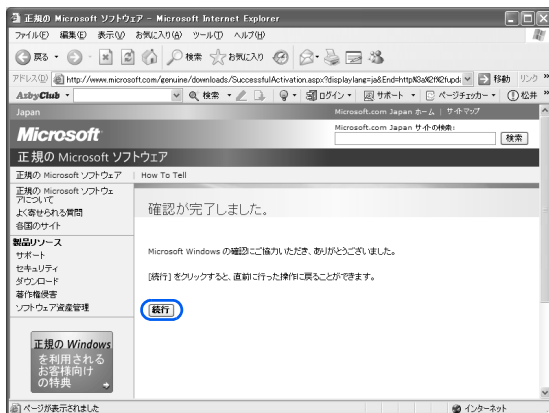 正規の Microsoft ソフトウェア - Microsoft Internet Explorer
ファイル(F) 編集(E) 表示(V) お気に入り(A) ツール(T) ヘルプ(H)
戻る 検索 お気に入り
アドレス(D) http://www.microsoft.com/genuine/downloads/SuccessfulActivation.aspx?displaylang=ja&End=http%3a%2f%2fupd 移動 リンク »
AzbyClub 検索 ログイン サポート ページチェッカー 松井 »
Japan Microsoft.com Japan ホーム | サイトマップ
Microsoft
Microsoft.com Japan サイトの検索:
検索
正規の Microsoft ソフトウェア
正規の Microsoft ソフトウェア | How To Tell
正規の Microsoft ソフトウェ
アについて
よく寄せられる質問
各国のサイト
製品リソース
サポート
セキュリティ
ダウンロード
著作権侵害
ソフトウェア資産管理
正規の Windows
を利用される
お客様向け
の特典
確認が完了しました。
Microsoft Windows の確認にご協力いただき、ありがとうございました。
[続行] をクリックすると、直前に行った操作に戻ることができます。
続行
ページが表示されました インターネット